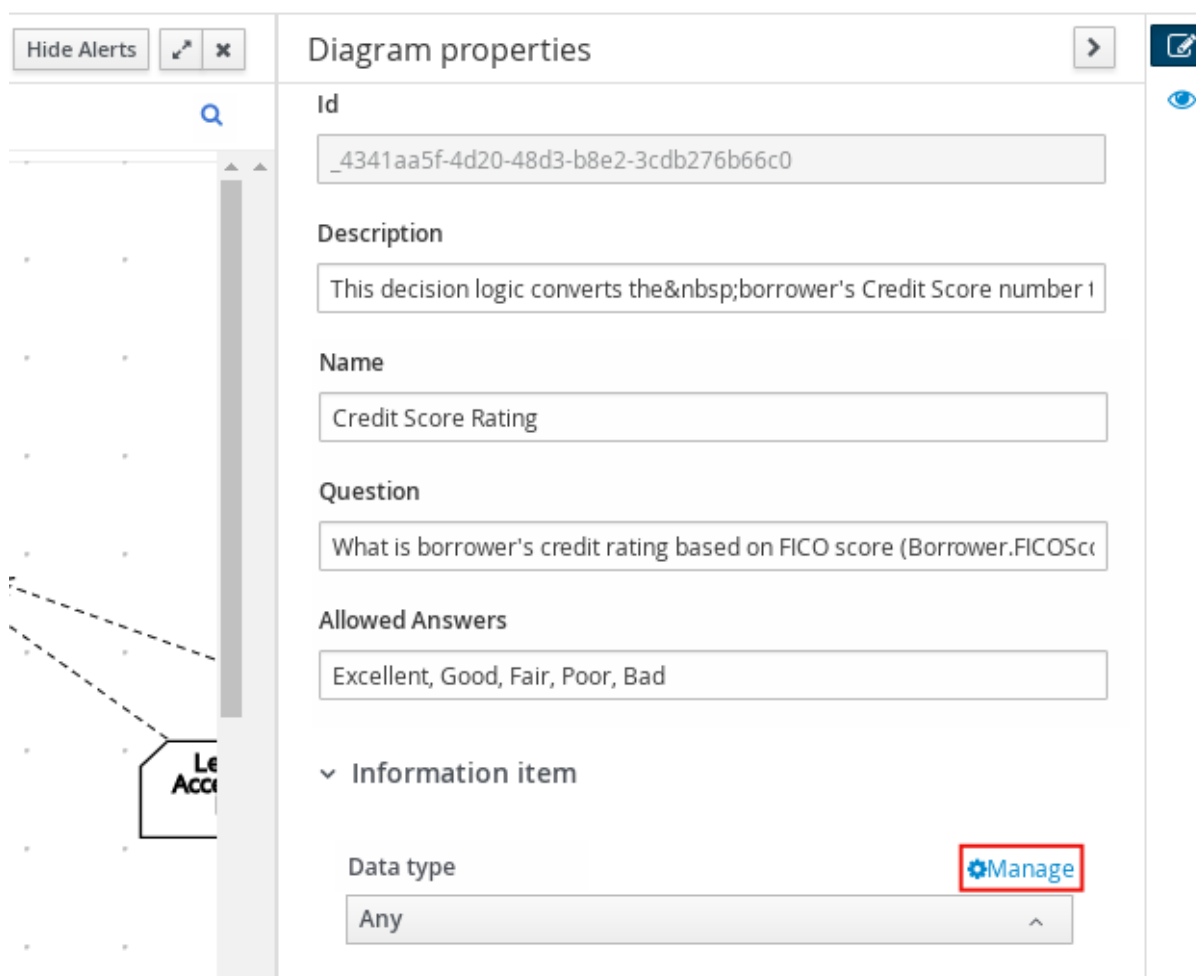 Hide Alerts
Diagram properties
Id
_4341aa5f-4d20-48d3-b8e2-3cdb276b66c0
Description
This decision logic converts the&nbsp;borrower's Credit Score number
Name
Credit Score Rating
Question
What is borrower's credit rating based on FICO score
Allowed Answers
Excellent, Good, Fair, Poor, Bad
Information item
Data type
Manage
Any